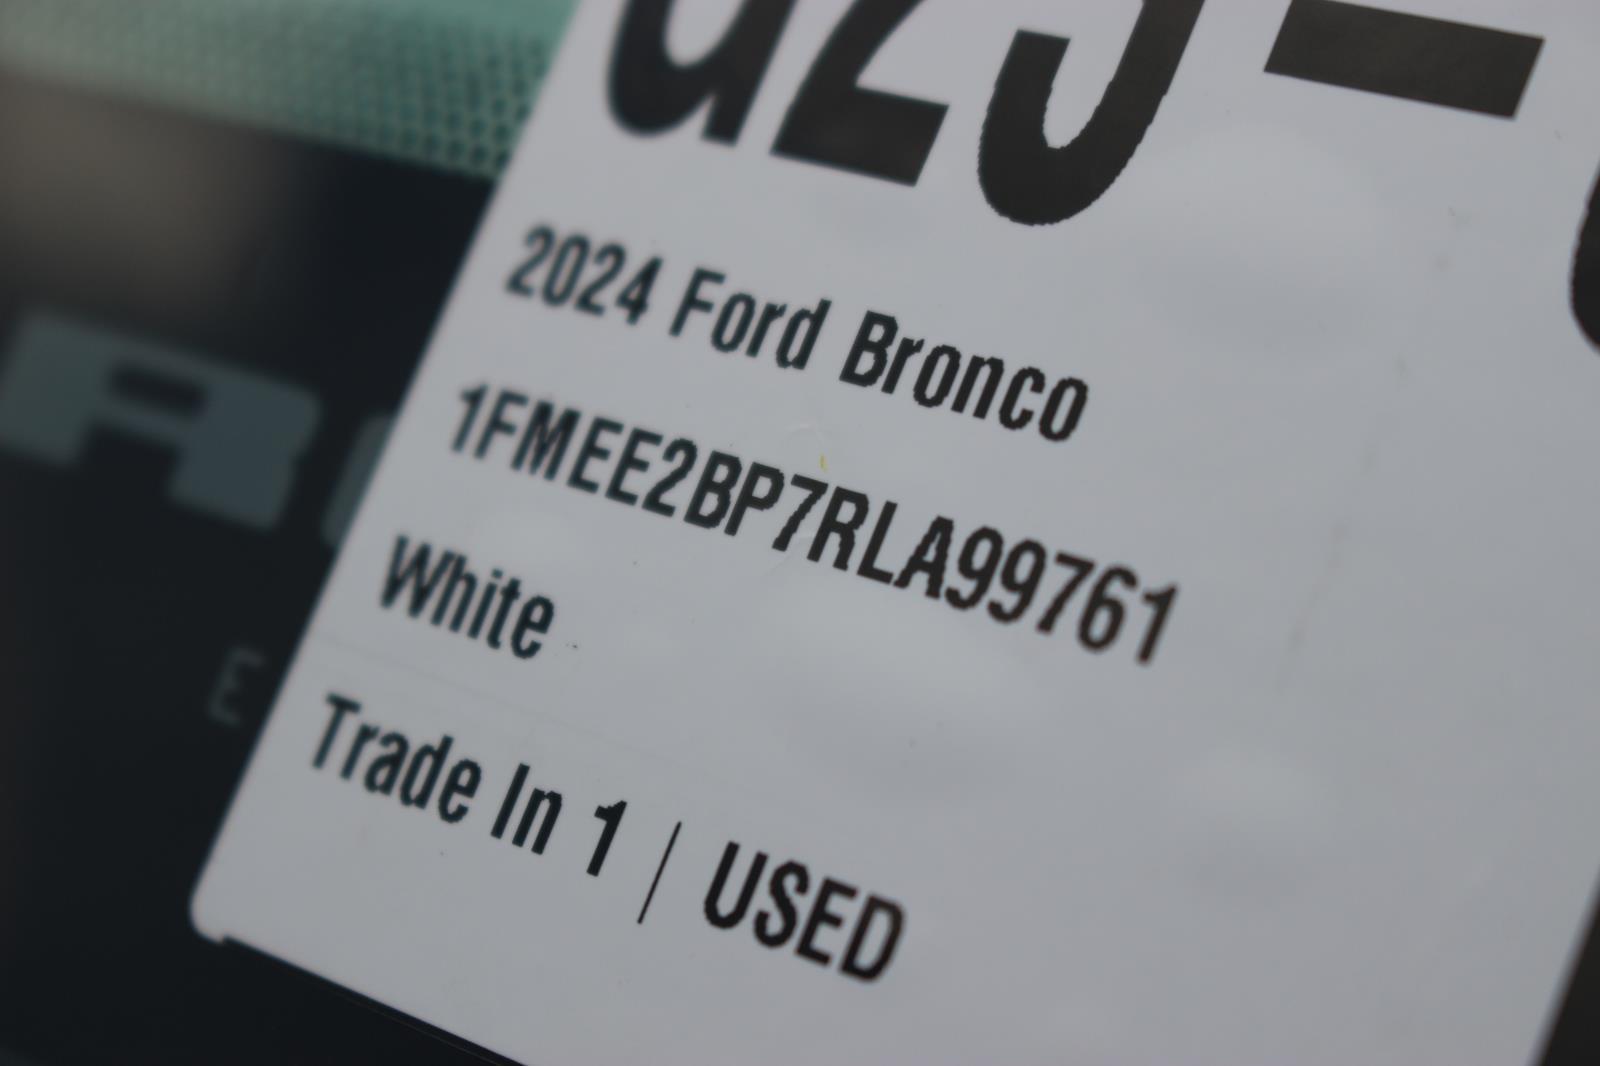 2024 Ford Bronco
1FMEE2BP7RLA99761
White
Trade In 1 | USED
E